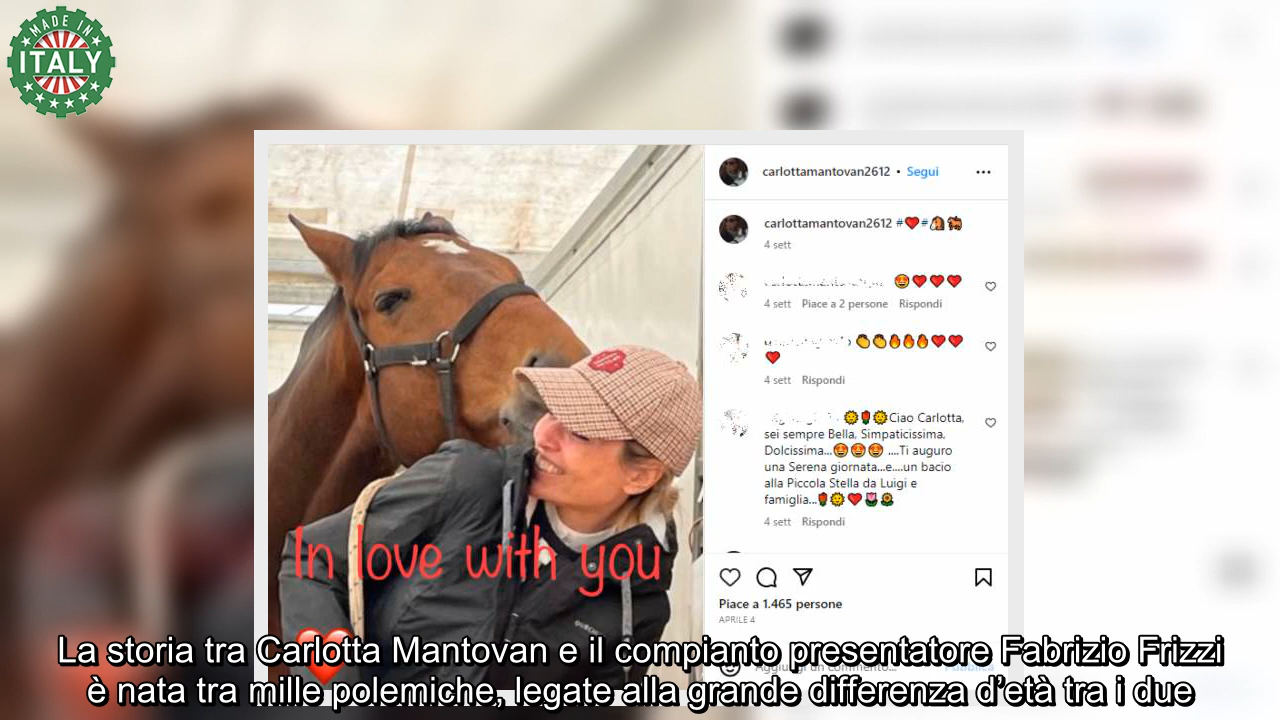 MADE IN
ITALY
carlottamantovan2612 • Segui
carlottamantovan2612 #❤️#🐴🐎
4 sett
😍❤️❤️❤️
4 sett Piace a 2 persone Rispondi
👏👏🔥🔥🔥❤️❤️
❤️
4 sett Rispondi
🌞🌹🌞Ciao Carlotta,
sei sempre Bella, Simpaticissima,
Dolcissima...😍😍😍 ....Ti auguro
una Serena giornata...e....un bacio
alla Piccola Stella da Luigi e
famiglia...🌹🌞❤️🌷🌻
4 sett Rispondi
In love with you
Piace a 1.465 persone
APRILE 4
Aggiungi un commento...
La storia tra Carlotta Mantovan e il compianto presentatore Fabrizio Frizzi
è nata tra mille polemiche, legate alla grande differenza d'età tra i due